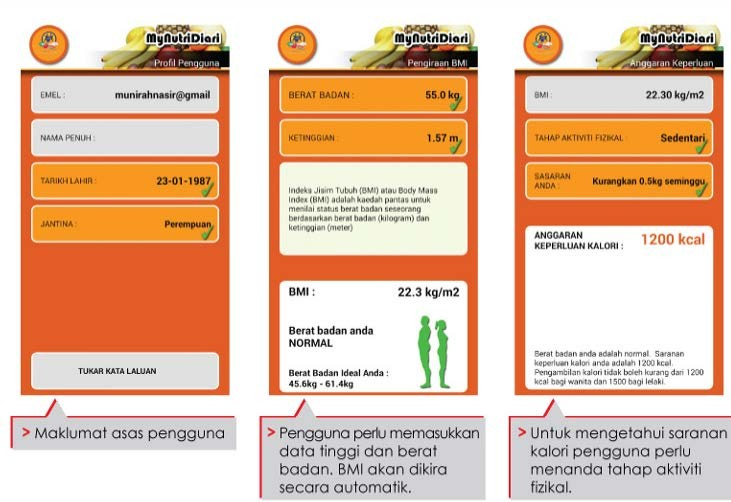 MyNutriDiari
Profil Pengguna
EMEL : munirahnasir@gmail
NAMA PENUH :
TARIKH LAHIR : 23-01-1987
JANTINA : Perempuan
TUKAR KATA LALUAN
> Maklumat asas pengguna
MyNutriDiari
Pengiraan BMI
BERAT BADAN : 55.0 kg
KETINGGIAN : 1.57 m
Indeks Jisim Tubuh (BMI) atau Body Mass
Index (BMI) adalah kaedah pantas untuk
menilai status berat badan seseorang
berdasarkan berat badan (kilogram) dan
ketinggian (meter)
BMI : 22.3 kg/m2
Berat badan anda
NORMAL
Berat Badan Ideal Anda :
45.6kg - 61.4kg
> Pengguna perlu memasukkan
data tinggi dan berat
badan. BMI akan dikira
secara automatik.
MyNutriDiari
Anggaran Keperluan
BMI : 22.30 kg/m2
TAHAP AKTIVITI FIZIKAL : Sedentari
SASARAN
ANDA : Kurangkan 0.5kg seminggu
ANGGARAN
KEPERLUAN KALORI : 1200 kcal
Berat badan anda adalah normal. Saranan
keperluan kalori anda adalah 1200 kcal.
Pengambilan kalori tidak boleh kurang dari 1200
kcal bagi wanita dan 1500 bagi lelaki.
> Untuk mengetahui saranan
kalori pengguna perlu
menanda tahap aktiviti
fizikal.